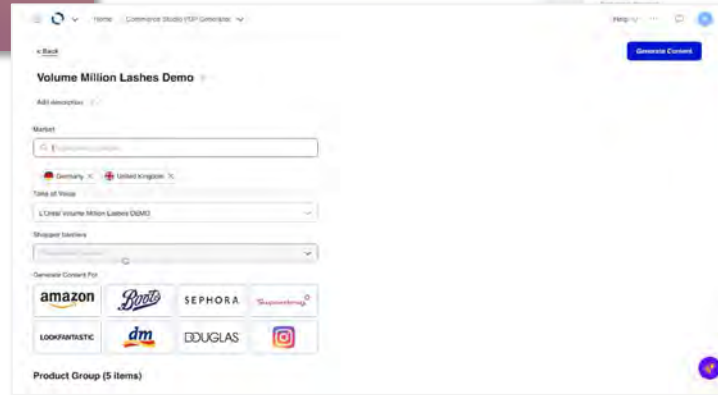 Home Commerce Studio PDP Generator
Help
< Back
Generate Content
Volume Million Lashes Demo
Add description
Market
Germany × United Kingdom ×
Tone of Voice
L'Oréal Volume Million Lashes DEMO
Shopper barriers
Generate Content For
amazon Boots SEPHORA Superdrug
LOOKFANTASTIC dm DOUGLAS
Product Group (5 items)